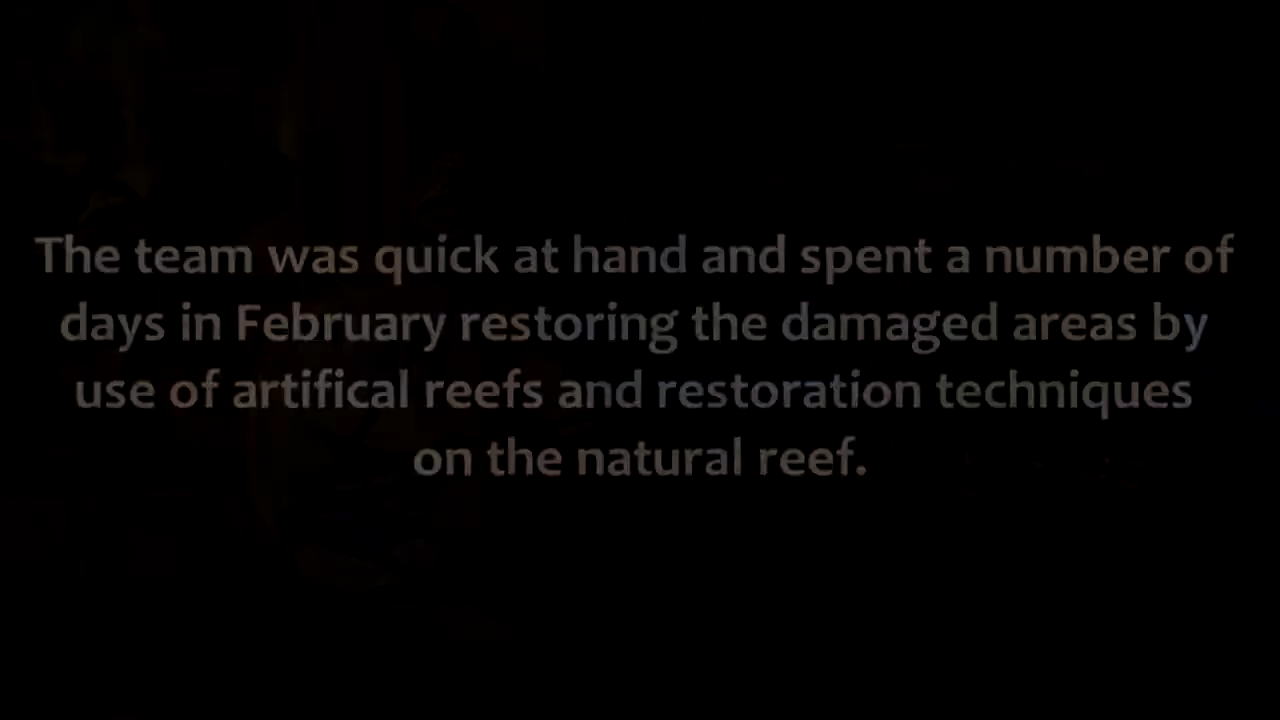 The team was quick at hand and spent a number of
days in February restoring the damaged areas by
use of artifical reefs and restoration techniques
on the natural reef.